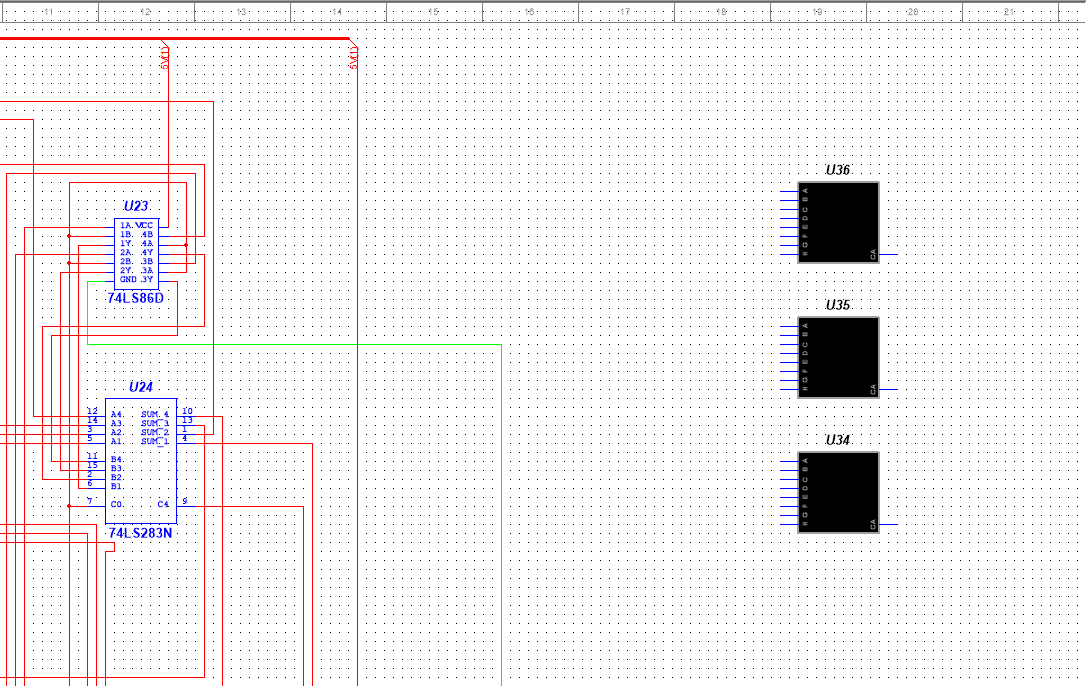 11 12 13 14 15 16 17 18 19 20 21
5V(1) 5V(1)
U23
1A. VCC
1B. .4B
1Y. .4A
2A. .4Y
2B. .3B
2Y. .3A
GND .3Y
74LS86D
U24
12 A4. SUM_4 10
14 A3. SUM_3 13
3 A2. SUM_2 1
5 A1. SUM_1 4
11 B4.
15 B3.
2 B2.
6 B1.
7 C0. C4 9
74LS283N
U36
A
B
C
D
E
F
G
H
CA
U35
A
B
C
D
E
F
G
H
CA
U34
A
B
C
D
E
F
G
H
CA